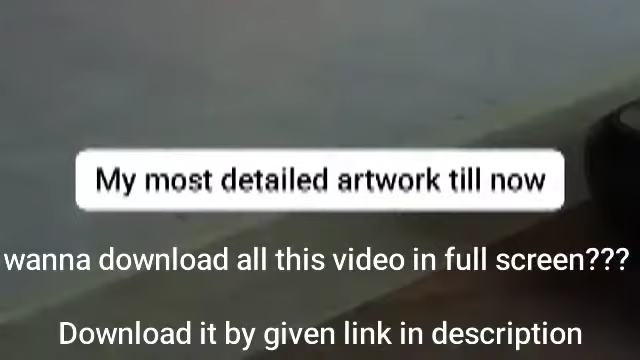 My most detailed artwork till now
wanna download all this video in full screen???
Download it by given link in description